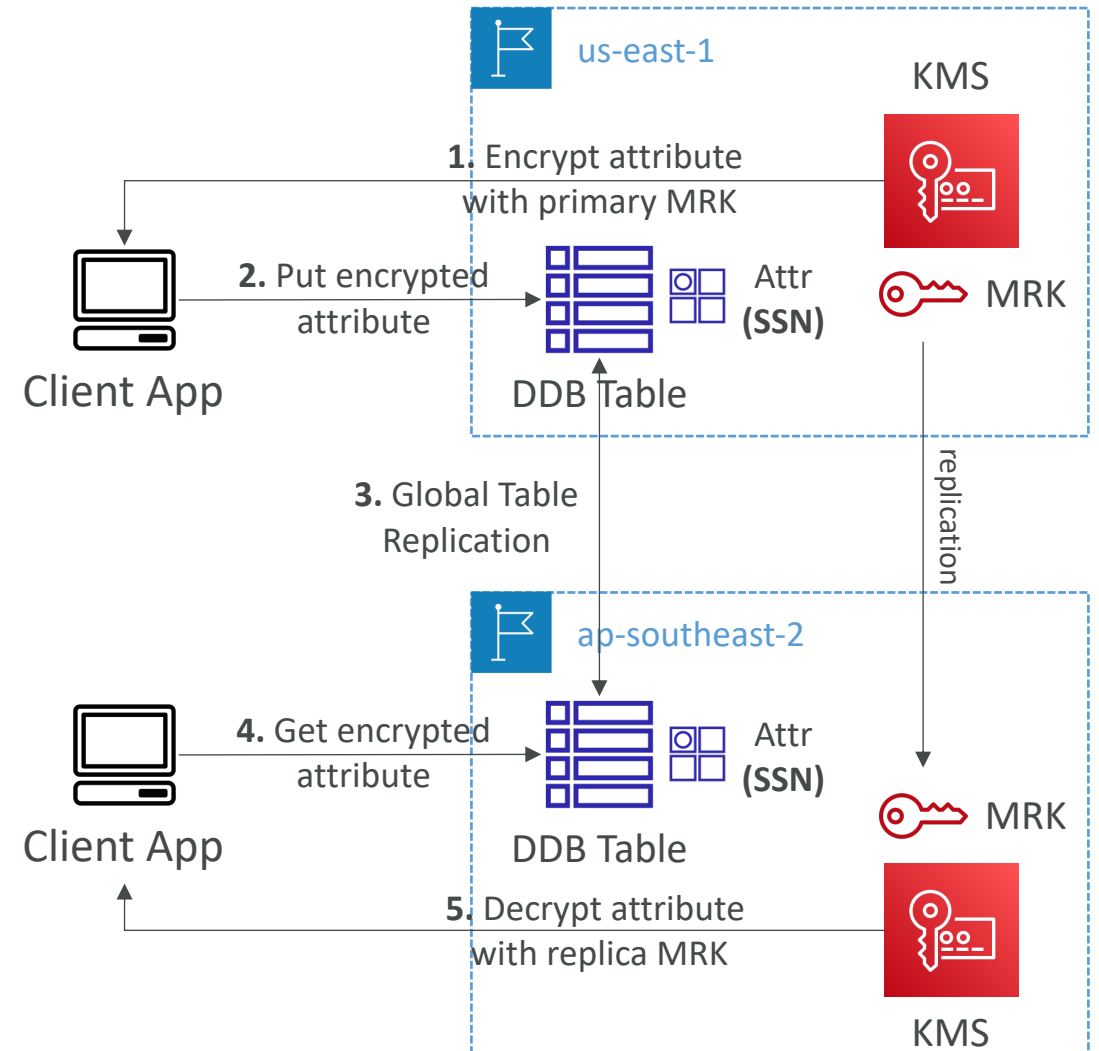 us-east-1
KMS
1. Encrypt attribute
with primary MRK
2. Put encrypted
attribute
Attr
(SSN)
MRK
Client App
DDB Table
3. Global Table
Replication
replication
ap-southeast-2
4. Get encrypted
attribute
Attr
(SSN)
MRK
Client App
DDB Table
5. Decrypt attribute
with replica MRK
KMS